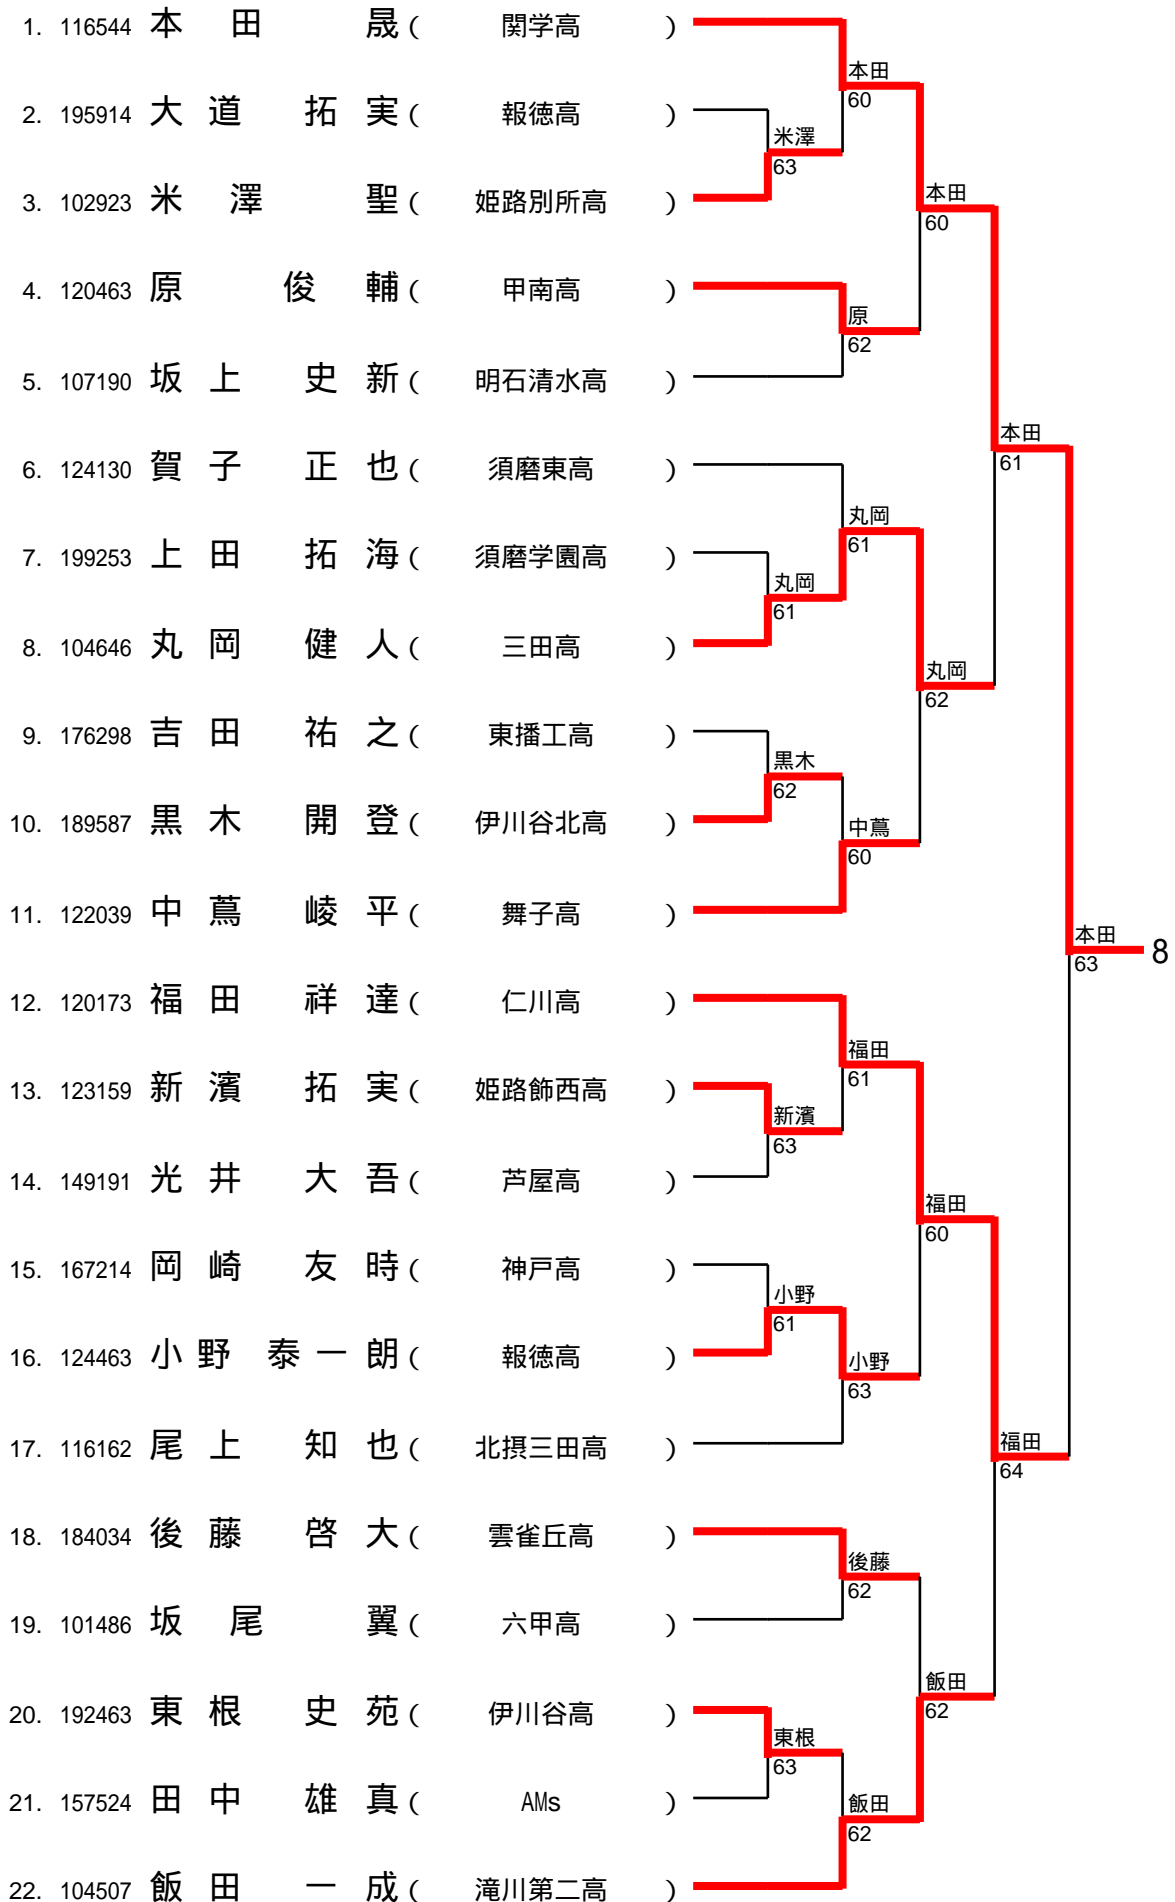 1. 116544 本田 晟 ( 関学高 )
本田
60
2. 195914 大道 拓実 ( 報徳高 )
米澤
63
3. 102923 米澤 聖 ( 姫路別所高 )
本田
60
4. 120463 原 俊輔 ( 甲南高 )
原
62
5. 107190 坂上 史新 ( 明石清水高 )
本田
61
6. 124130 賀子 正也 ( 須磨東高 )
丸岡
61
7. 199253 上田 拓海 ( 須磨学園高 )
丸岡
61
8. 104646 丸岡 健人 ( 三田高 )
丸岡
62
9. 176298 吉田 祐之 ( 東播工高 )
黒木
62
10. 189587 黒木 開登 ( 伊川谷北高 )
中蔦
60
11. 122039 中蔦 崚平 ( 舞子高 )
本田
63
8
12. 120173 福田 祥達 ( 仁川高 )
福田
61
13. 123159 新濱 拓実 ( 姫路飾西高 )
新濱
63
14. 149191 光井 大吾 ( 芦屋高 )
福田
60
15. 167214 岡崎 友時 ( 神戸高 )
小野
61
16. 124463 小野 泰一朗 ( 報徳高 )
小野
63
17. 116162 尾上 知也 ( 北摂三田高 )
福田
64
18. 184034 後藤 啓大 ( 雲雀丘高 )
後藤
62
19. 101486 坂尾 翼 ( 六甲高 )
飯田
62
20. 192463 東根 史苑 ( 伊川谷高 )
東根
63
21. 157524 田中 雄真 ( AMs )
飯田
62
22. 104507 飯田 一成 ( 滝川第二高 )